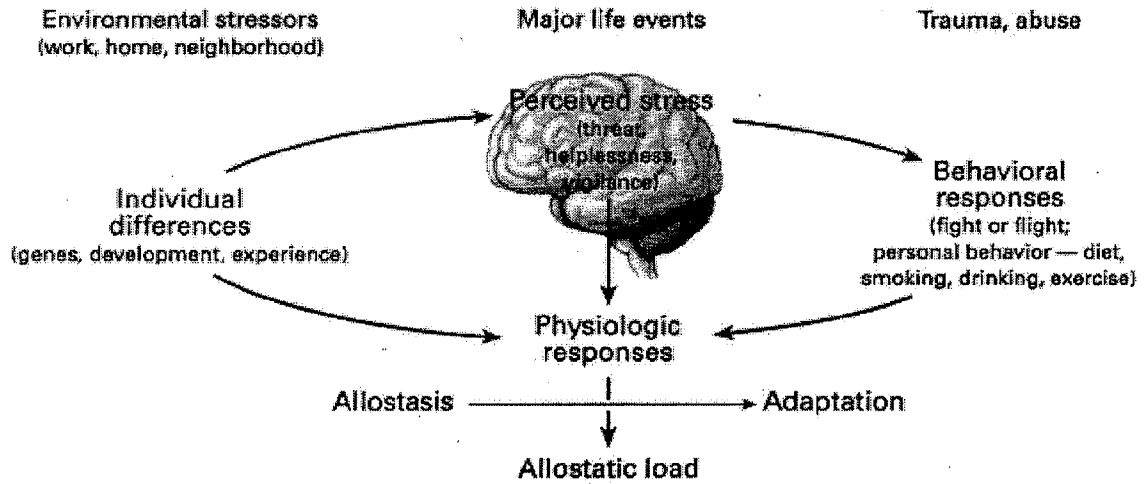 Environmental stressors
(work, home, neighborhood)
Major life events
Trauma, abuse
Perceived stress
(threat,
helplessness,
vigilance)
Individual
differences
(genes, development, experience)
Behavioral
responses
(fight or flight;
personal behavior — diet,
smoking, drinking, exercise)
Physiologic
responses
Allostasis
Adaptation
Allostatic load